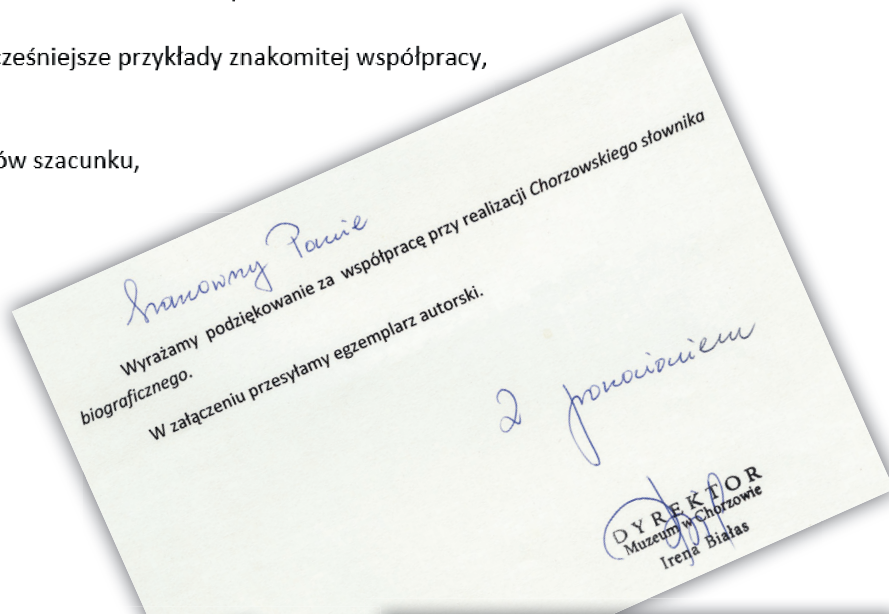 cześniejsze przykłady znakomitej współpracy,
ów szacunku,
Szanowny Panie
Wyrażamy podziękowanie za współpracę przy realizacji Chorzowskiego słownika
biograficznego.
W załączeniu przesyłamy egzemplarz autorski.
Z poważaniem
DYREKTOR
Muzeum w Chorzowie
Irena Białas